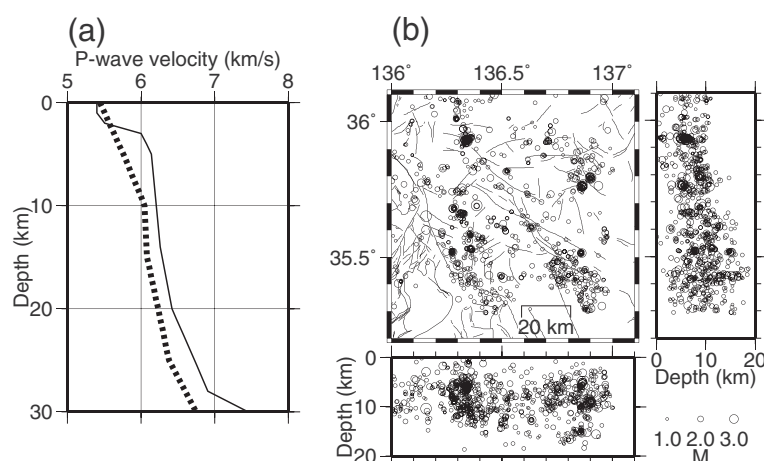 (a)
P-wave velocity (km/s)
5 6 7 8
0
10
20
30
Depth (km)
(b)
136˚ 136.5˚ 137˚
36˚
35.5˚
20 km
0
10
20
Depth (km)
0 10 20
Depth (km)
1.0 2.0 3.0
M